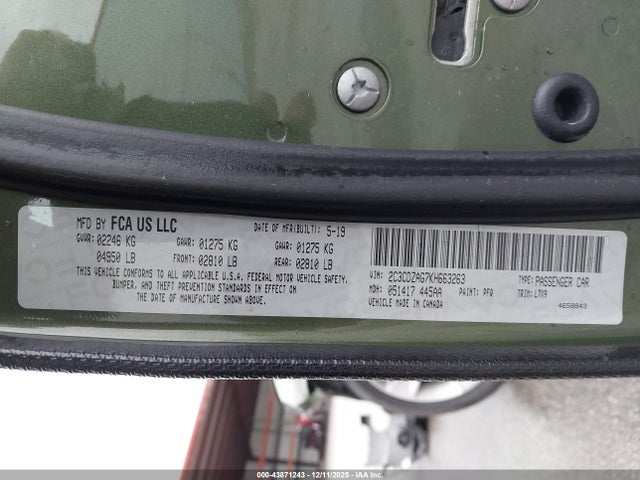 MFD BY FCA US LLC
DATE OF MFR(BUILT): 5-19
GVWR: 02246 KG GAWR: 01275 KG GAWR: 01275 KG
04950 LB FRONT: 02810 LB REAR: 02810 LB
THIS VEHICLE CONFORMS TO ALL APPLICABLE U.S.A. FEDERAL MOTOR VEHICLE SAFETY,
BUMPER, AND THEFT PREVENTION STANDARDS IN EFFECT ON
THE DATE OF MANUFACTURE SHOWN ABOVE.
VIN: 2C3CDZAG7KH663263 TYPE: PASSENGER CAR
MDH: 051417 445AA PAINT: PFQ TRIM: L7X9
VEHICLE MADE IN CANADA 4658843
000-43871243 - 12/11/2025 - IAA Inc.